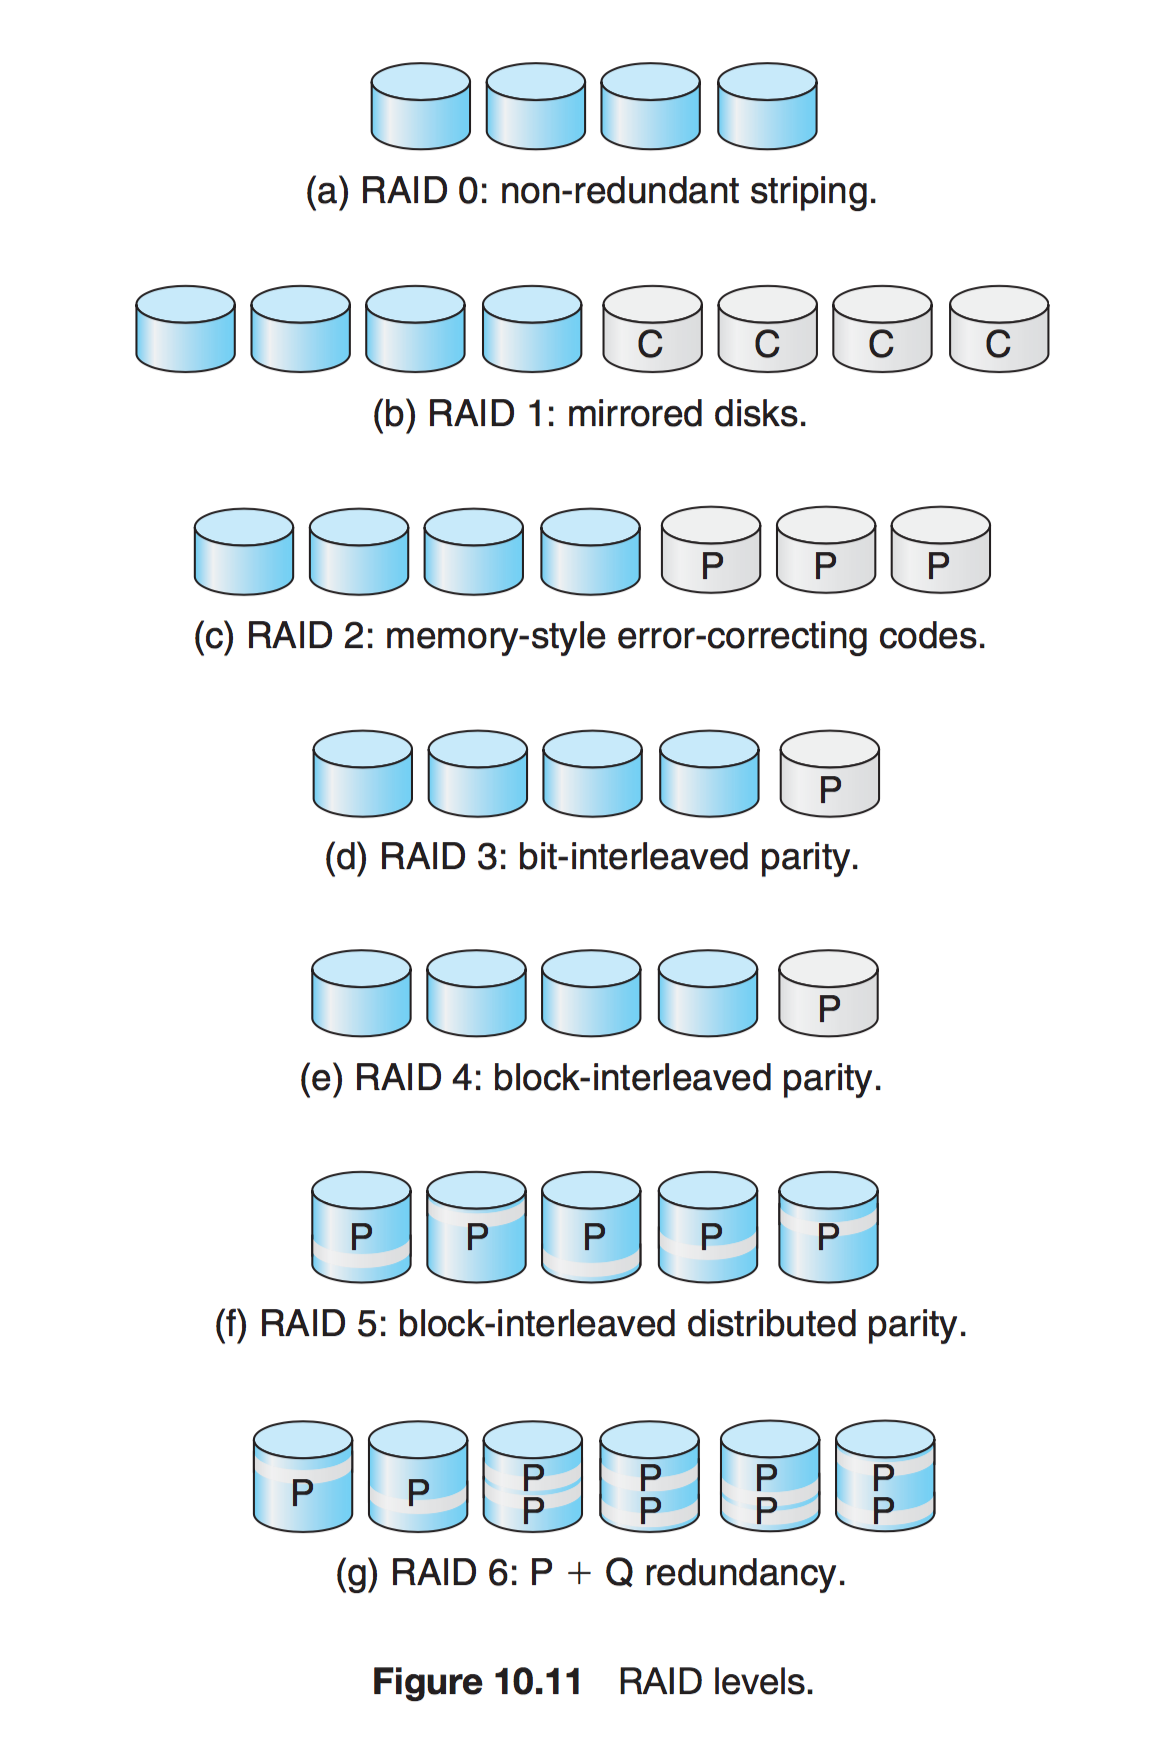 (a) RAID 0: non-redundant striping.
C C C C
(b) RAID 1: mirrored disks.
P P P
(c) RAID 2: memory-style error-correcting codes.
P
(d) RAID 3: bit-interleaved parity.
P
(e) RAID 4: block-interleaved parity.
P P P P P
(f) RAID 5: block-interleaved distributed parity.
P P P P P P
P P P P
(g) RAID 6: P + Q redundancy.
Figure 10.11 RAID levels.